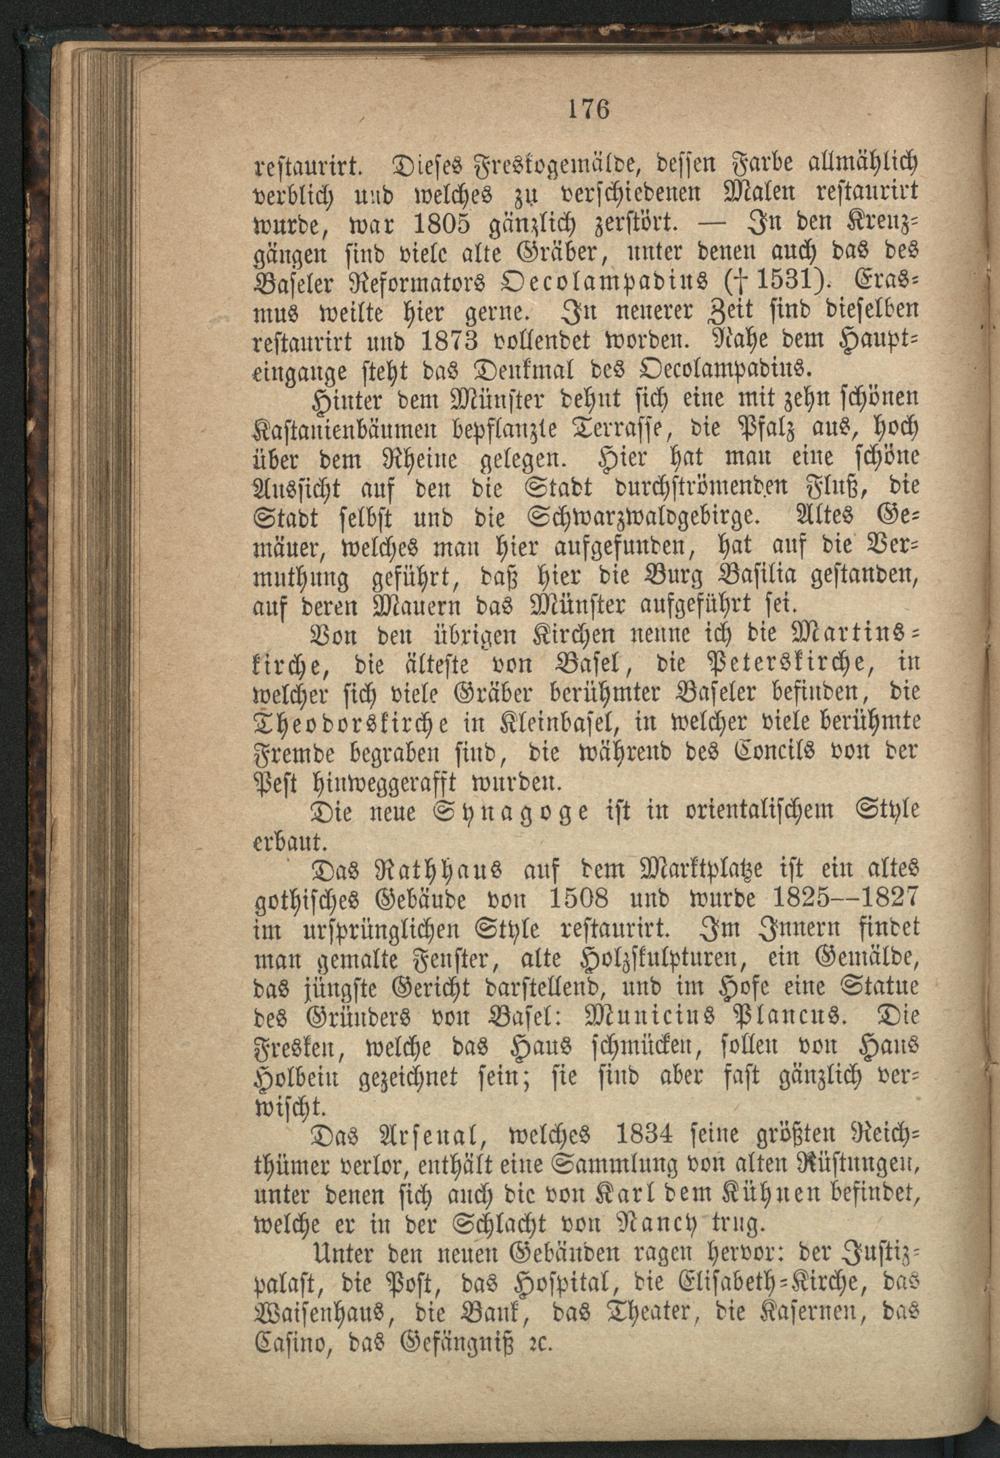 176
restaurirt. Dieses Freskogemälde, dessen Farbe allmählich
verblich und welches zu verschiedenen Malen restaurirt
wurde, war 1805 gänzlich zerstört. — In den Kreuz-
gängen sind viele alte Gräber, unter denen auch das des
Baseler Reformators Oecolampadius († 1531). Eras-
mus weilte hier gerne. In neuerer Zeit sind dieselben
restaurirt und 1873 vollendet worden. Nahe dem Haupt-
eingange steht das Denkmal des Oecolampadius.
Hinter dem Münster dehnt sich eine mit zehn schönen
Kastanienbäumen bepflanzte Terrasse, die Pfalz aus, hoch
über dem Rheine gelegen. Hier hat man eine schöne
Aussicht auf den die Stadt durchströmenden Fluß, die
Stadt selbst und die Schwarzwaldgebirge. Altes Ge-
mäuer, welches man hier aufgefunden, hat auf die Ver-
muthung geführt, daß hier die Burg Basilia gestanden,
auf deren Mauern das Münster aufgeführt sei.
Von den übrigen Kirchen nenne ich die Martins-
kirche, die älteste von Basel, die Peterskirche, in
welcher sich viele Gräber berühmter Baseler befinden, die
Theodorskirche in Kleinbasel, in welcher viele berühmte
Fremde begraben sind, die während des Concils von der
Pest hinweggerafft wurden.
Die neue Synagoge ist in orientalischem Style
erbaut.
Das Rathhaus auf dem Marktplatze ist ein altes
gothisches Gebäude von 1508 und wurde 1825—1827
im ursprünglichen Style restaurirt. Im Innern findet
man gemalte Fenster, alte Holzskulpturen, ein Gemälde,
das jüngste Gericht darstellend, und im Hofe eine Statue
des Gründers von Basel: Municius Plancus. Die
Fresken, welche das Haus schmücken, sollen von Hans
Holbein gezeichnet sein; sie sind aber fast gänzlich ver-
wischt.
Das Arsenal, welches 1834 seine größten Reich-
thümer verlor, enthält eine Sammlung von alten Rüstungen,
unter denen sich auch die von Karl dem Kühnen befindet,
welche er in der Schlacht von Nancy trug.
Unter den neuen Gebäuden ragen hervor: der Justiz-
palast, die Post, das Hospital, die Elisabeth-Kirche, das
Waisenhaus, die Bank, das Theater, die Kasernen, das
Casino, das Gefängniß ꝛc.